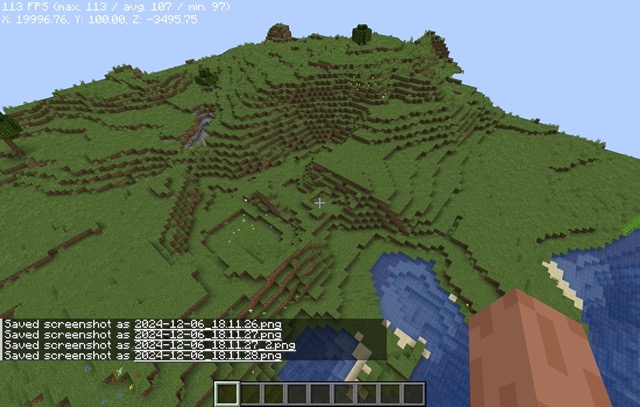 113 FPS (max. 113 / avg. 107 / min. 97)
X: 19996.76, Y: 100.00, Z: -3495.75
Saved screenshot as 2024-12-06_18.11.26.png
Saved screenshot as 2024-12-06_18.11.27.png
Saved screenshot as 2024-12-06_18.11.27_2.png
Saved screenshot as 2024-12-06_18.11.28.png